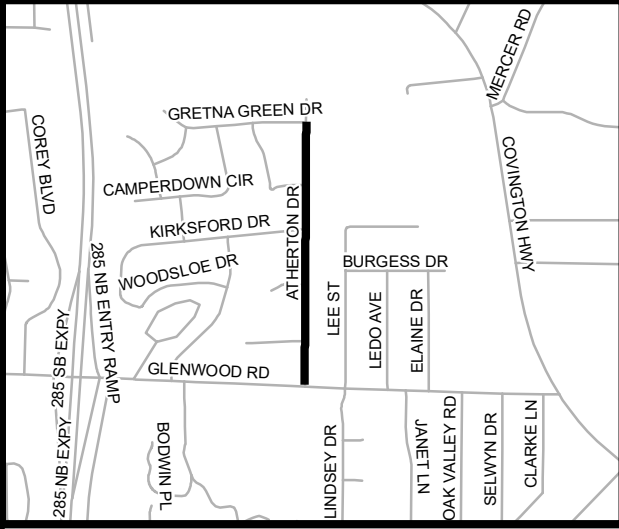 MERCER RD
GRETNA GREEN DR
COREY BLVD
COVINGTON HWY
CAMPERDOWN CIR
ATHERTON DR
KIRKSFORD DR
WOODSLOE DR
285 NB ENTRY RAMP
BURGESS DR
LEE ST
LEDO AVE
ELAINE DR
285 SB EXPY
GLENWOOD RD
285 NB EXPY
BODWIN PL
LINDSEY DR
JANET LN
OAK VALLEY RD
SELWYN DR
CLARKE LN